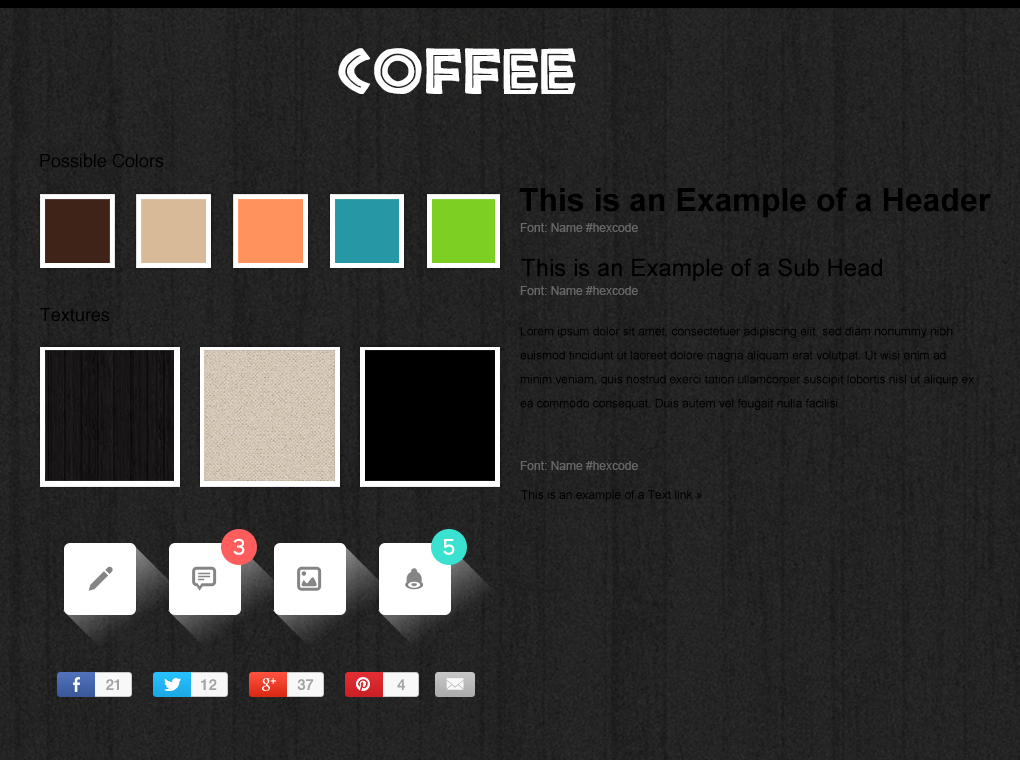 COFFEE
Possible Colors
This is an Example of a Header
Font: Name #hexcode
This is an Example of a Sub Head
Font: Name #hexcode
Textures
Lorem ipsum dolor sit amet, consectetuer adipiscing elit, sed diam nonummy nibh
euismod tincidunt ut laoreet dolore magna aliquam erat volutpat. Ut wisi enim ad
minim veniam, quis nostrud exerci tation ullamcorper suscipit lobortis nisl ut aliquip ex
ea commodo consequat. Duis autem vel feugait nulla facilisi.
Font: Name #hexcode
This is an example of a Text link »
3
5
f 21
12
g+ 37
4